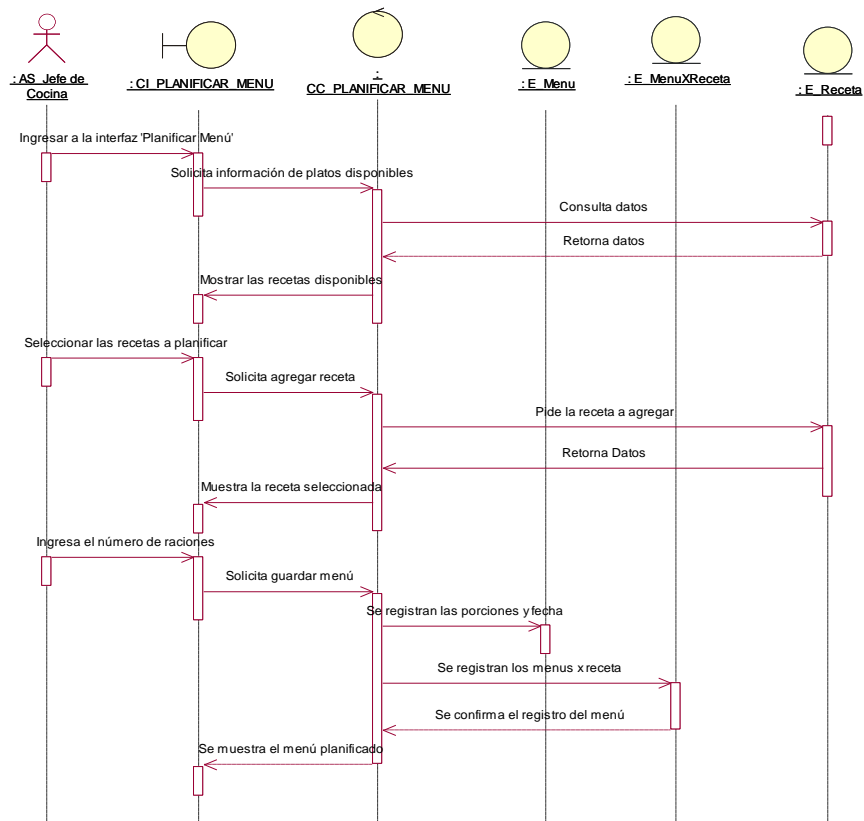 : AS_Jefe de
Cocina
: CI_PLANIFICAR_MENU
:
CC_PLANIFICAR_MENU
: E_Menu
: E_MenuXReceta
: E_Receta
Ingresar a la interfaz 'Planificar Menú'
Solicita información de platos disponibles
Consulta datos
Retorna datos
Mostrar las recetas disponibles
Seleccionar las recetas a planificar
Solicita agregar receta
Pide la receta a agregar
Retorna Datos
Muestra la receta seleccionada
Ingresa el número de raciones
Solicita guardar menú
Se registran las porciones y fecha
Se registran los menus x receta
Se confirma el registro del menú
Se muestra el menú planificado